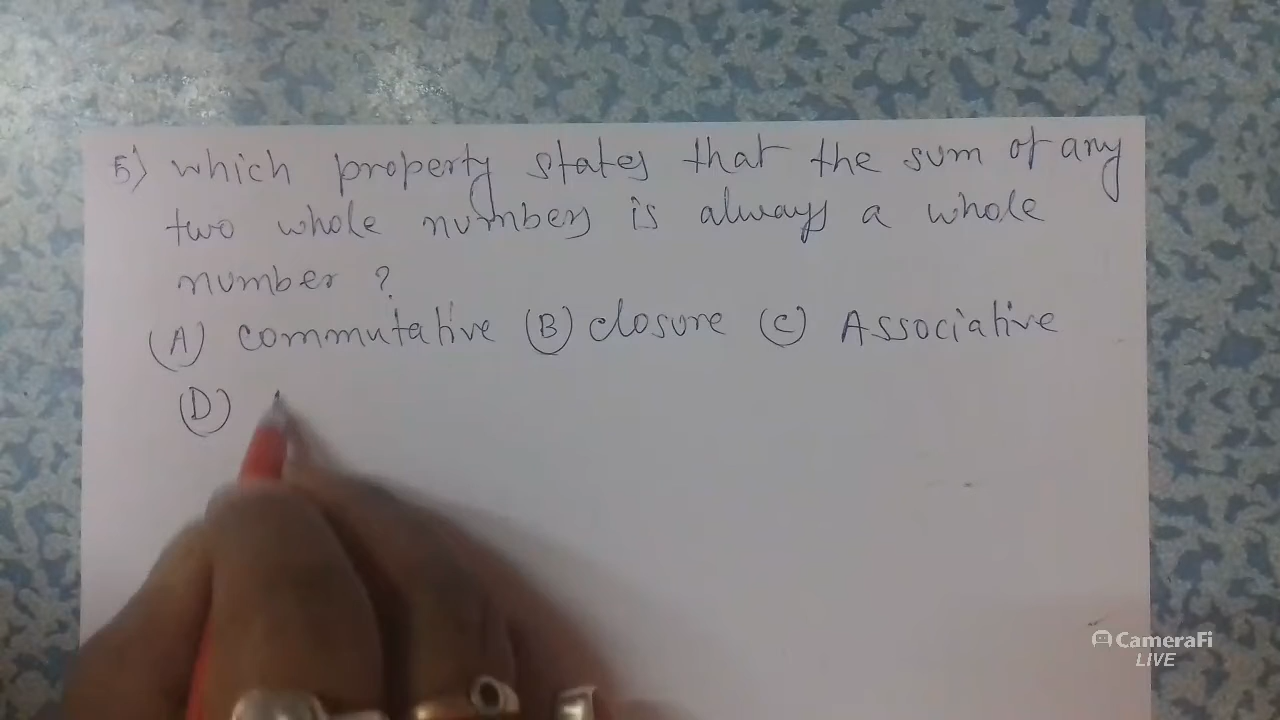 5) which property states that the sum of any
two whole numbers is always a whole
number ?
(A) commutative (B) closure (C) Associative
(D)
CameraFi
LIVE